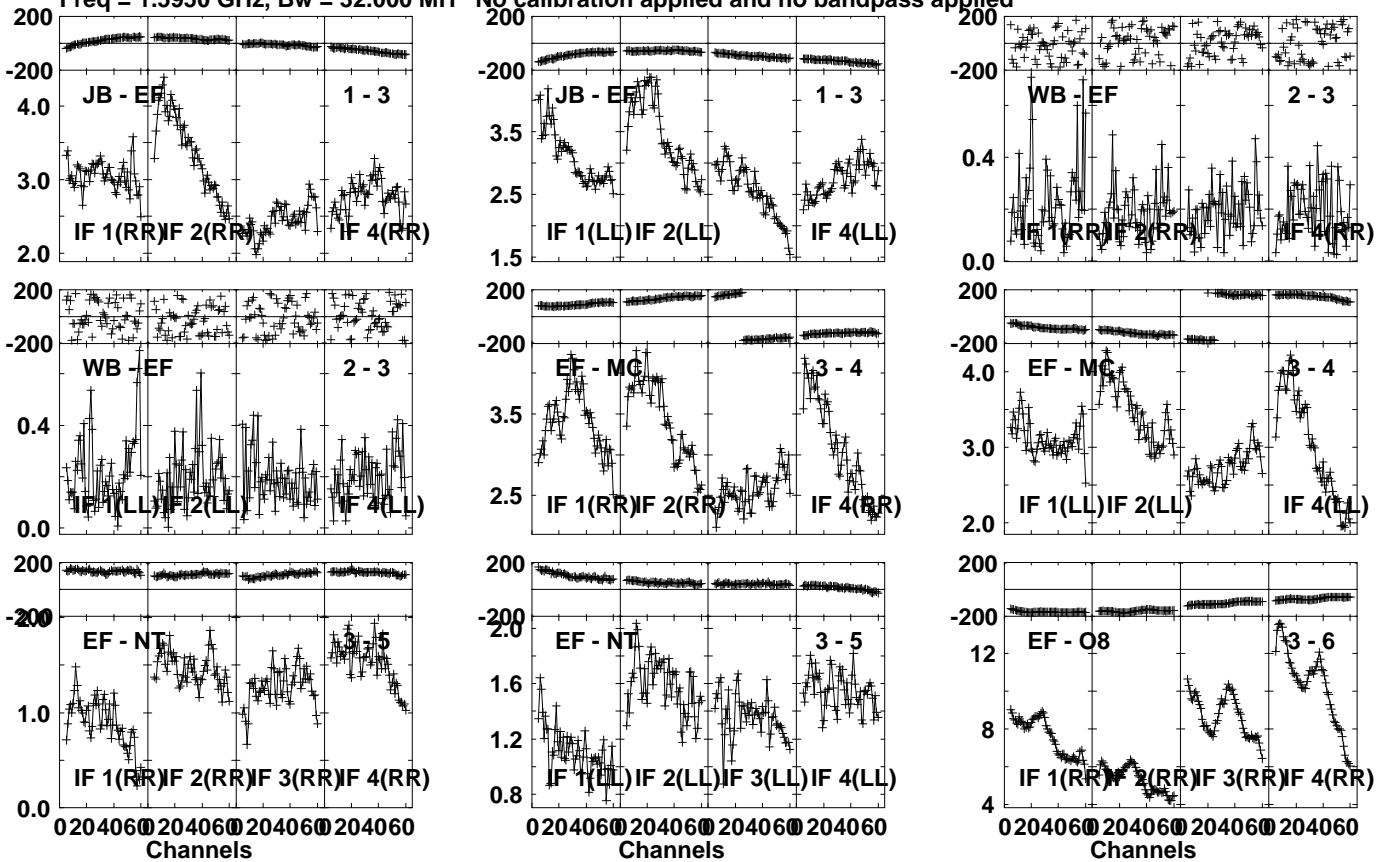 Freq = 1.5950 GHz, Bw = 32.000 MH No calibration applied and no bandpass applied
200
-200
JB - EF
1 - 3
4.0
3.0
2.0
IF 1(RR)
IF 2(RR)
IF 4(RR)
JB - EF
1 - 3
3.5
2.5
1.5
IF 1(LL)
IF 2(LL)
IF 4(LL)
200
-200
WB - EF
2 - 3
0.4
0.0
IF 1(RR)
IF 2(RR)
IF 4(RR)
200
-200
WB - EF
2 - 3
0.4
0.0
IF 1(LL)
IF 2(LL)
IF 4(LL)
200
-200
EF - MC
3 - 4
3.5
2.5
IF 1(RR)
IF 2(RR)
IF 4(RR)
200
-200
EF - MC
3 - 4
4.0
3.0
2.0
IF 1(LL)
IF 2(LL)
IF 4(LL)
200
-200
2.0
EF - NT
3 - 5
1.0
0.0
IF 1(RR)
IF 2(RR)
IF 3(RR)
IF 4(RR)
0 20 40 60 0 20 40 60 0 20 40 60 0 20 40 60
Channels
200
-200
2.0
EF - NT
3 - 5
1.6
1.2
0.8
IF 1(LL)
IF 2(LL)
IF 3(LL)
IF 4(LL)
0 20 40 60 0 20 40 60 0 20 40 60 0 20 40 60
Channels
200
-200
EF - O8
3 - 6
12
8
4
IF 1(RR)
IF 2(RR)
IF 3(RR)
IF 4(RR)
0 20 40 60 0 20 40 60 0 20 40 60 0 20 40 60
Channels